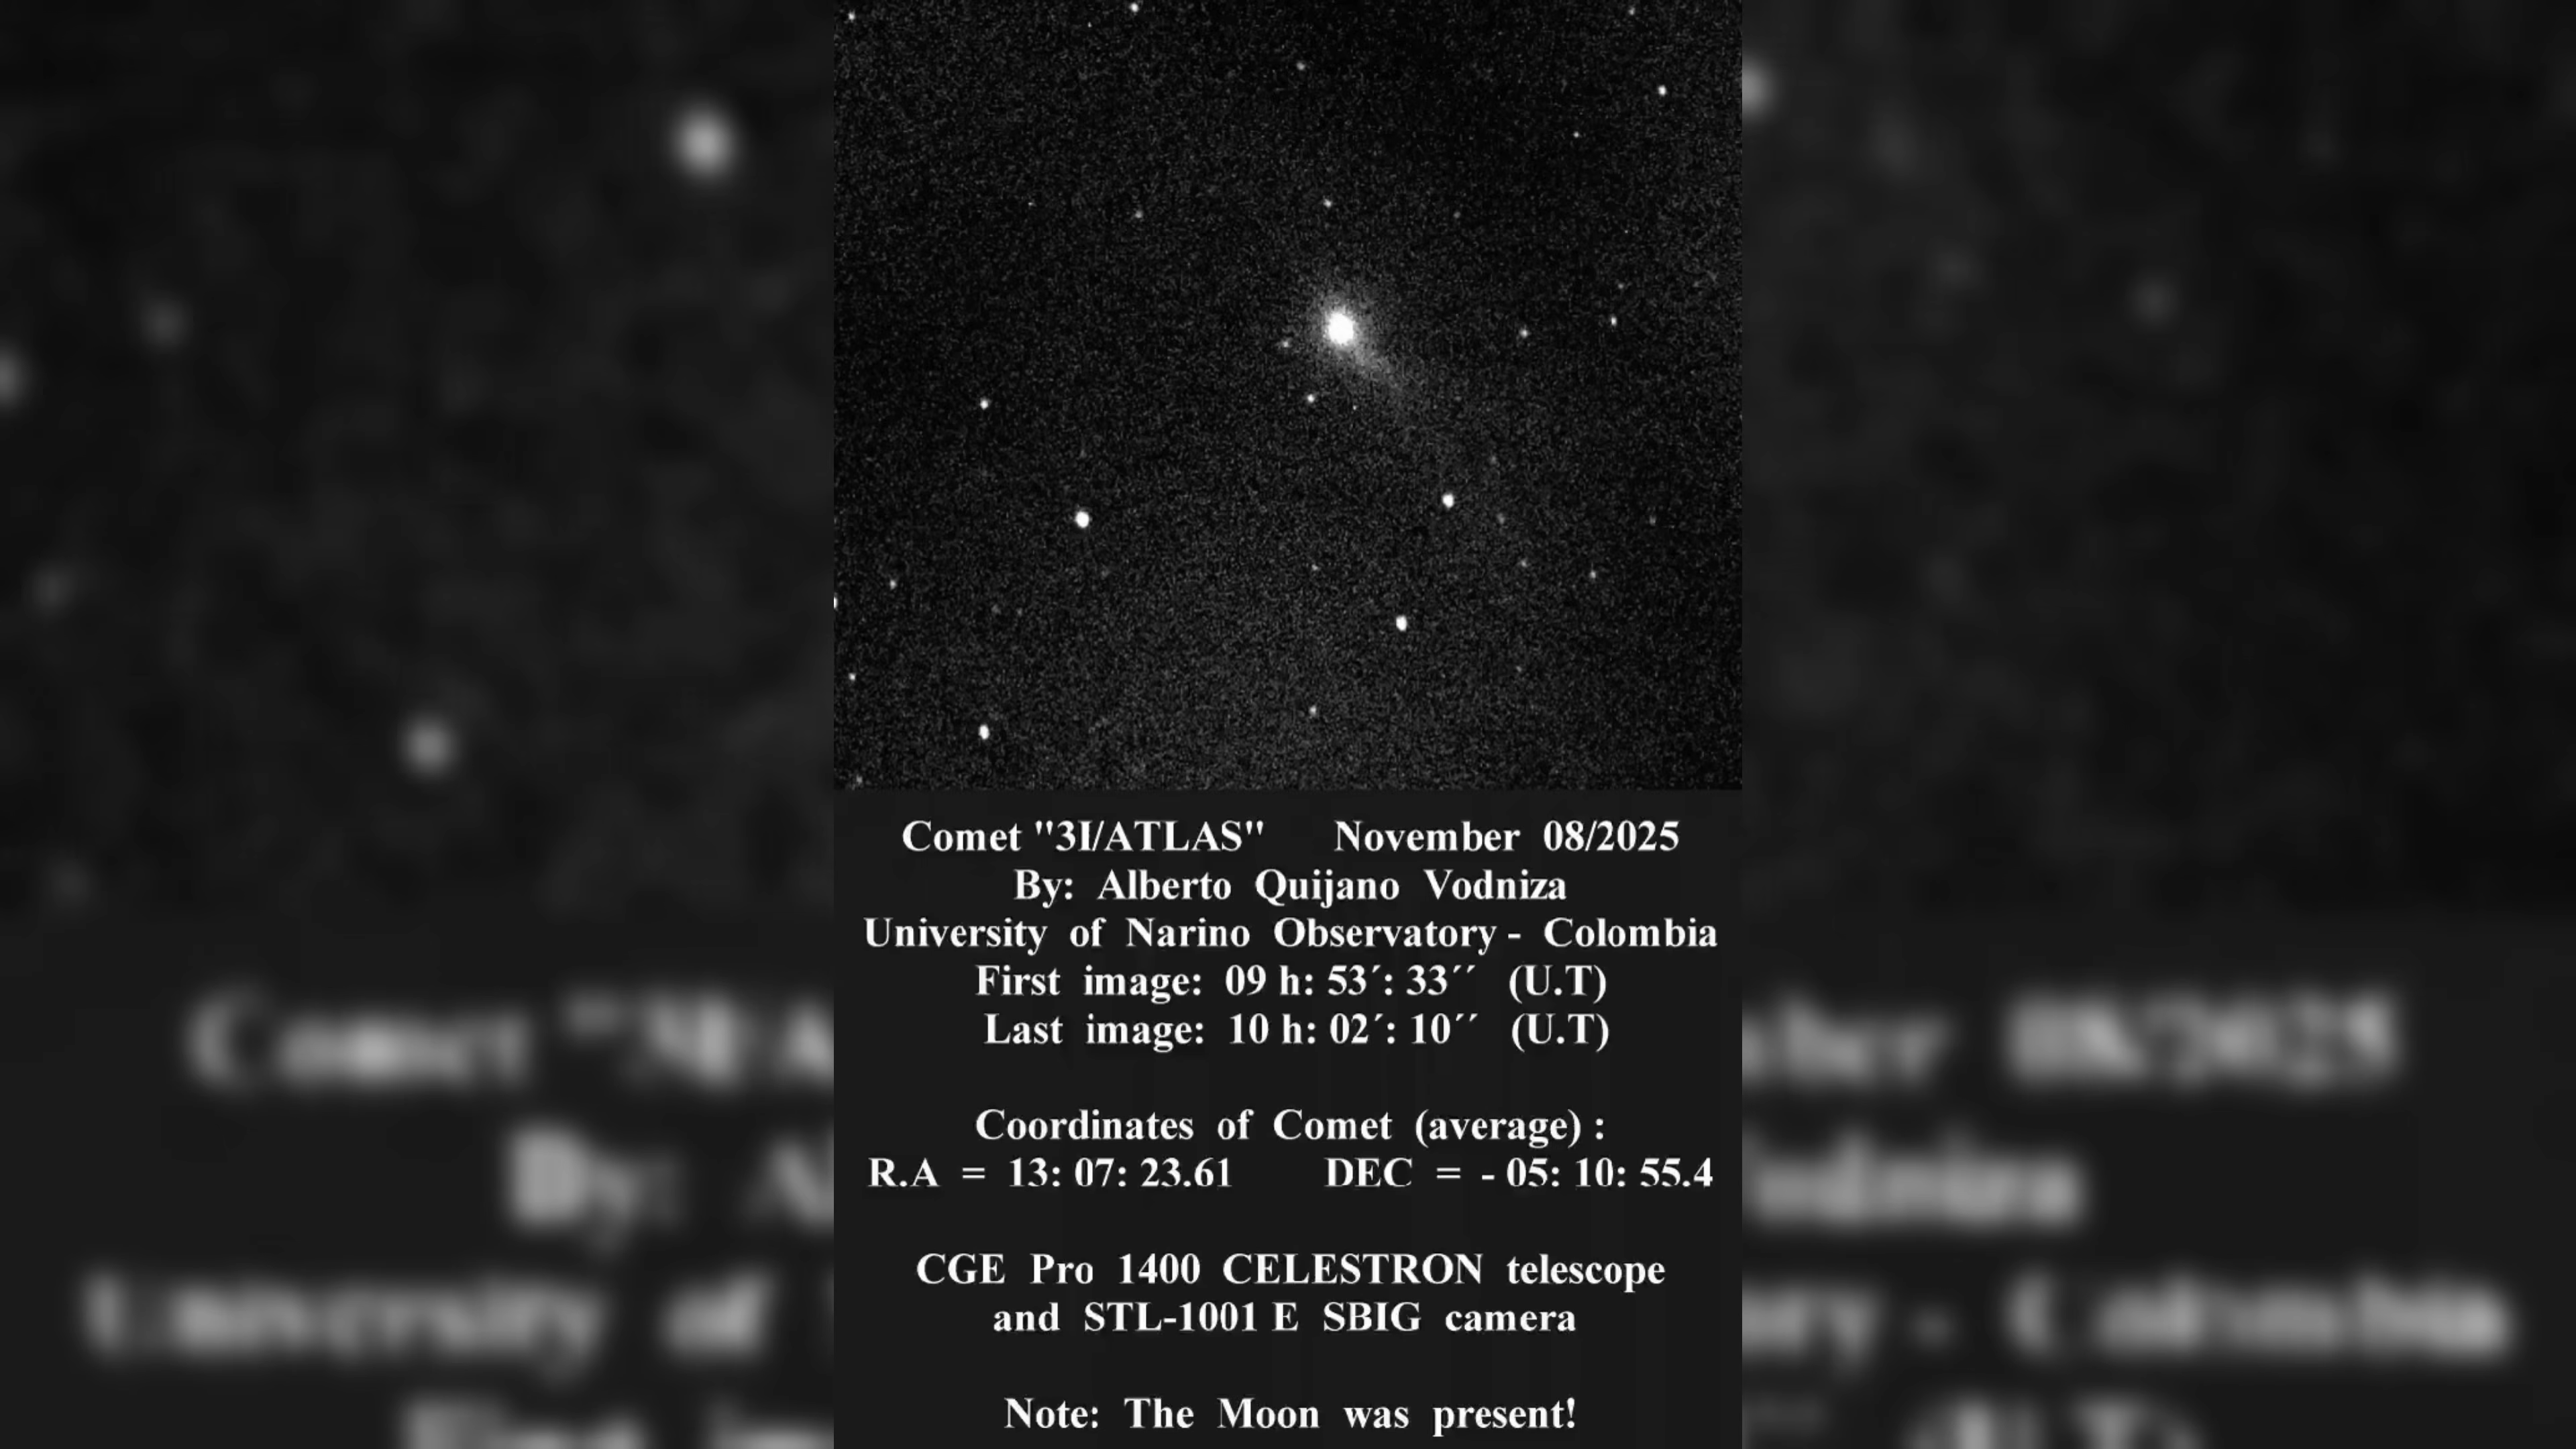 Comet "3I/ATLAS" November 08/2025
By: Alberto Quijano Vodniza
University of Narino Observatory - Colombia
First image: 09 h: 53´: 33´´ (U.T)
Last image: 10 h: 02´: 10´´ (U.T)
Coordinates of Comet (average) :
R.A = 13: 07: 23.61 DEC = - 05: 10: 55.4
CGE Pro 1400 CELESTRON telescope
and STL-1001 E SBIG camera
Note: The Moon was present!